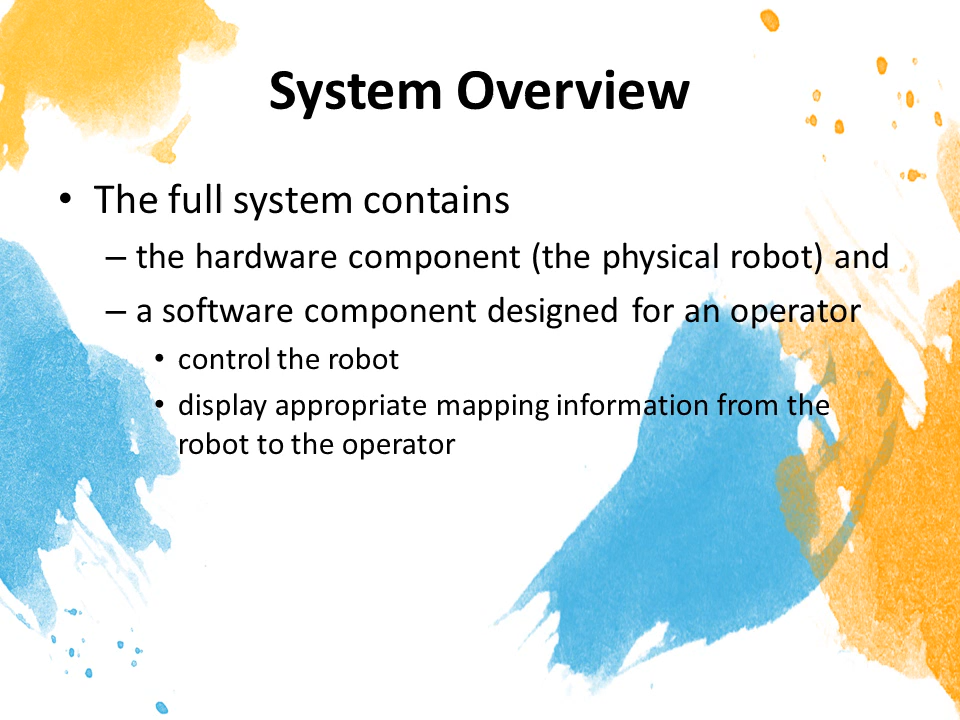 System Overview
• The full system contains
– the hardware component (the physical robot) and
– a software component designed for an operator
• control the robot
• display appropriate mapping information from the
robot to the operator